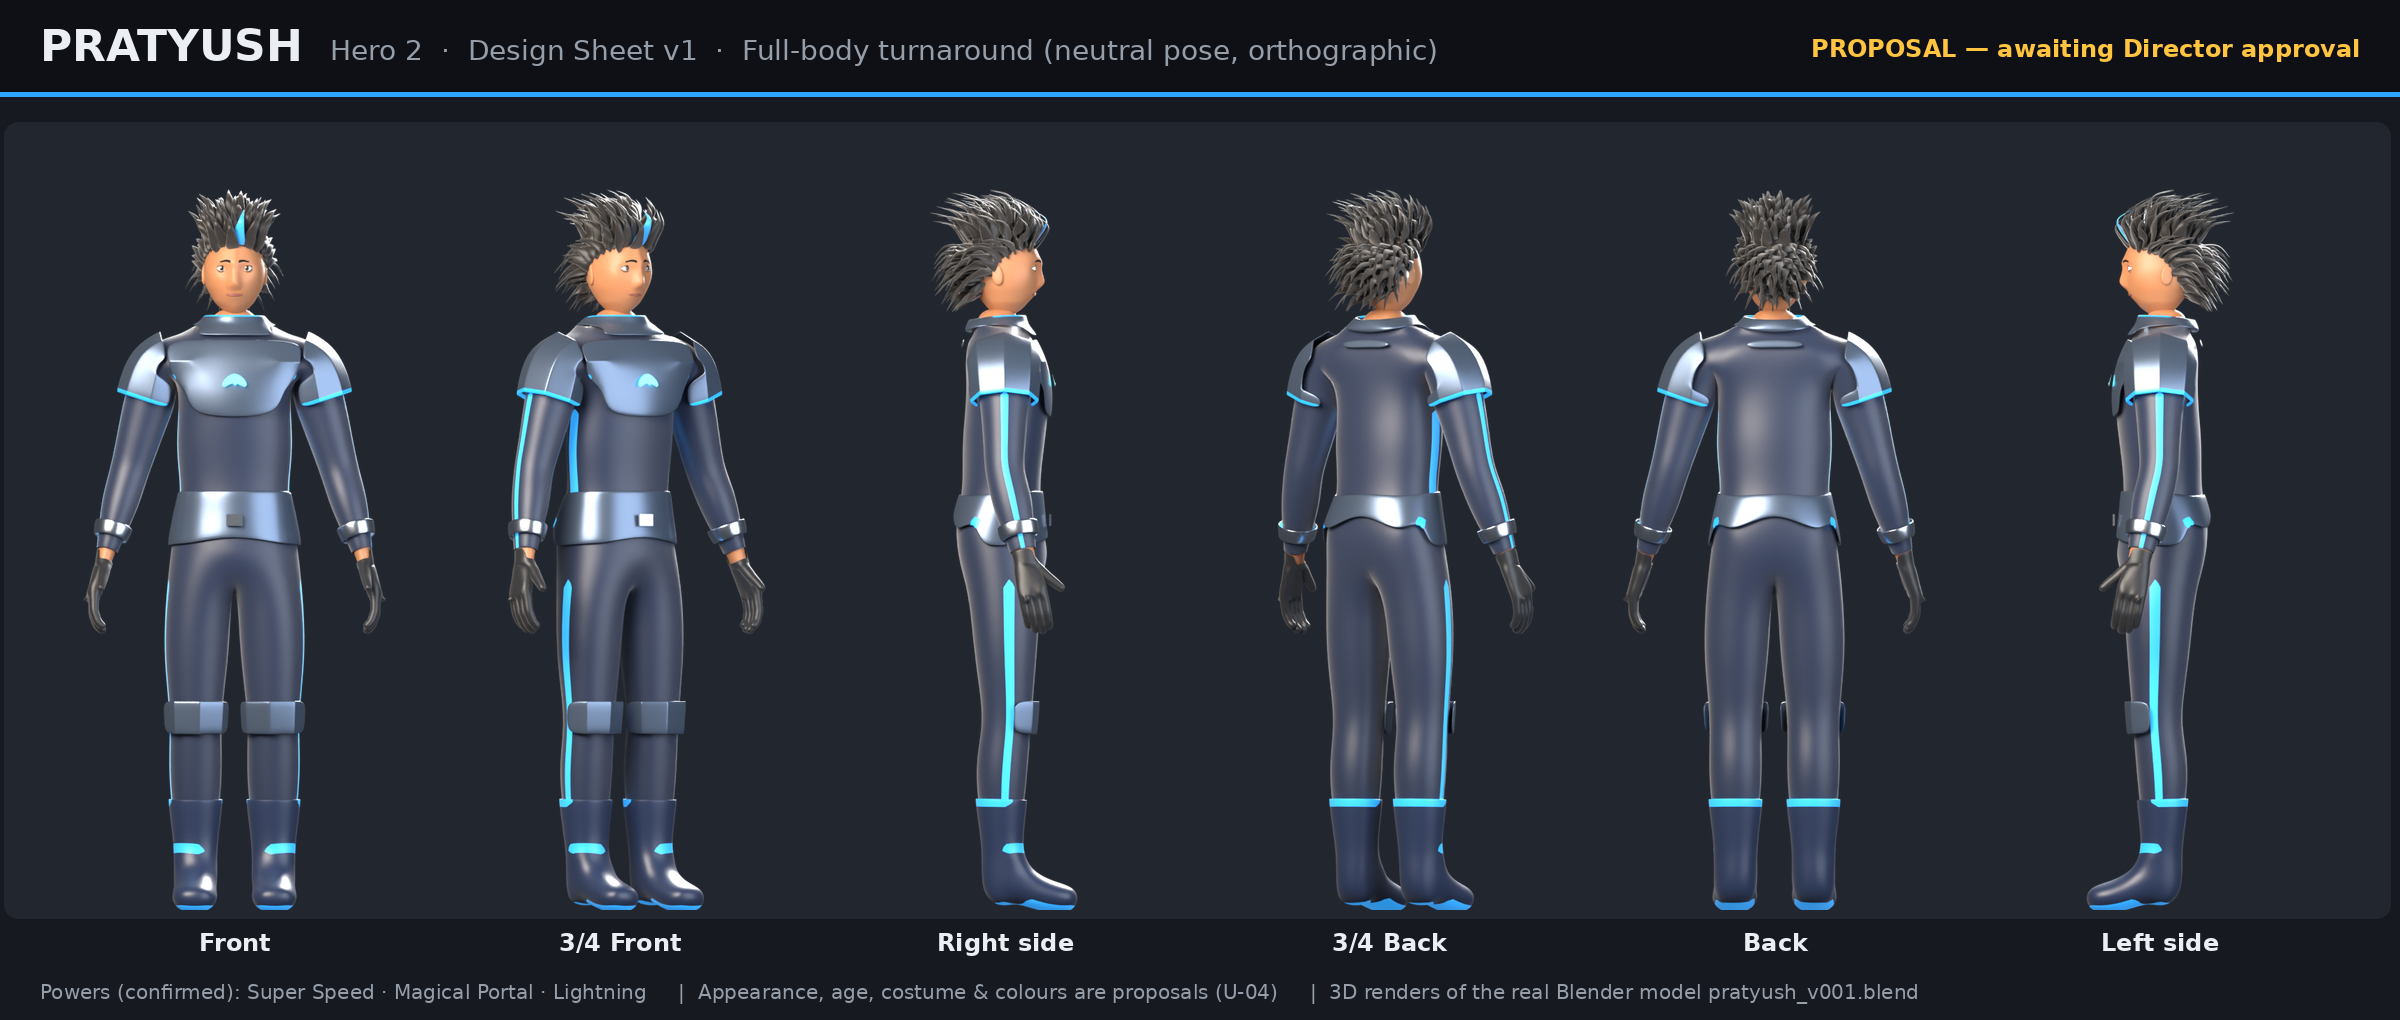 PRATYUSH Hero 2 · Design Sheet v1 · Full-body turnaround (neutral pose, orthographic) PROPOSAL — awaiting Director approval
Front 3/4 Front Right side 3/4 Back Back Left side
Powers (confirmed): Super Speed · Magical Portal · Lightning | Appearance, age, costume & colours are proposals (U-04) | 3D renders of the real Blender model pratyush_v001.blend